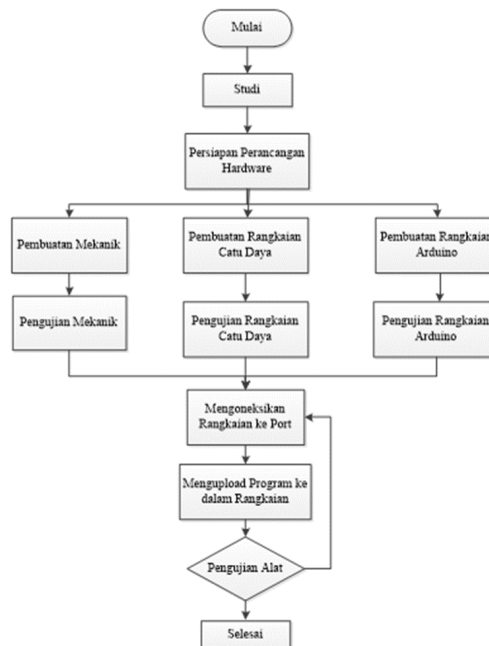 Mulai
Studi
Persiapan Perancangan
Hardware
Pembuatan Mekanik
Pembuatan Rangkaian
Catu Daya
Pembuatan Rangkaian
Arduino
Pengujian Mekanik
Pengujian Rangkaian
Catu Daya
Pengujian Rangkaian
Arduino
Mengoneksikan
Rangkaian ke Port
Mengupload Program ke
dalam Rangkaian
Pengujian Alat
Selesai